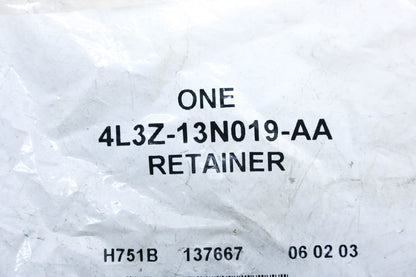 ONE
4L3Z-13N019-AA
RETAINER
H751B 137667 06 02 03